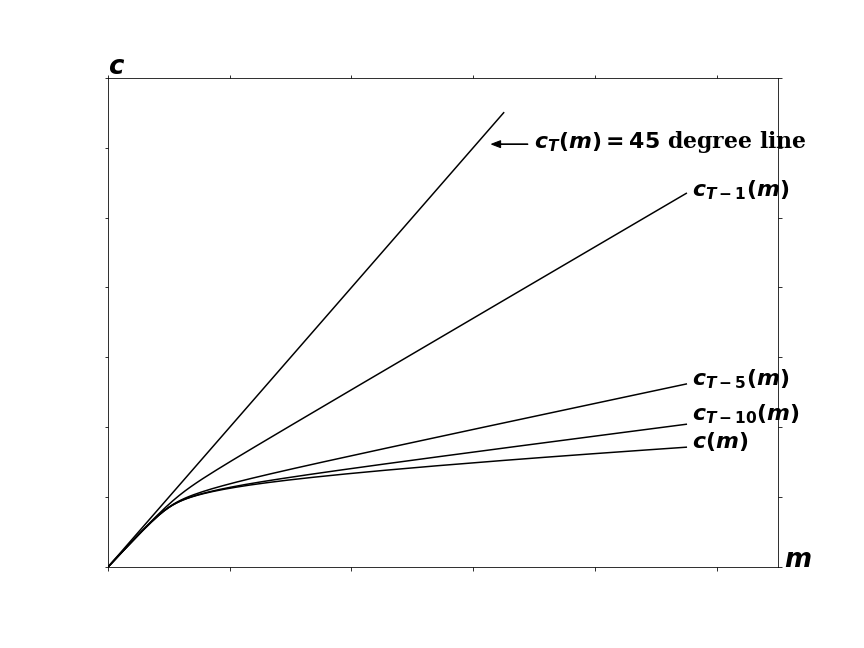 c
c_T(m) = 45 degree line
c_{T−1}(m)
c_{T−5}(m)
c_{T−10}(m)
c(m)
m